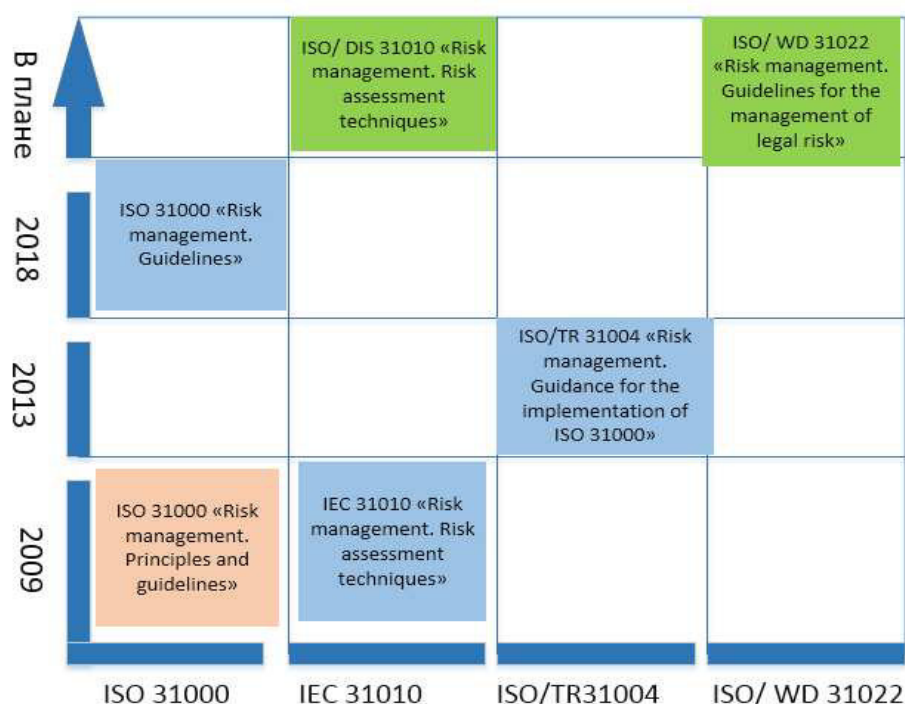 В плане
ISO/ DIS 31010 «Risk
management. Risk
assessment
techniques»
ISO/ WD 31022
«Risk management.
Guidelines for the
management of
legal risk»
2018
ISO 31000 «Risk
management.
Guidelines»
2013
ISO/TR 31004 «Risk
management.
Guidance for the
implementation of
ISO 31000»
2009
ISO 31000 «Risk
management.
Principles and
guidelines»
IEC 31010 «Risk
management. Risk
assessment
techniques»
ISO 31000
IEC 31010
ISO/TR31004
ISO/ WD 31022